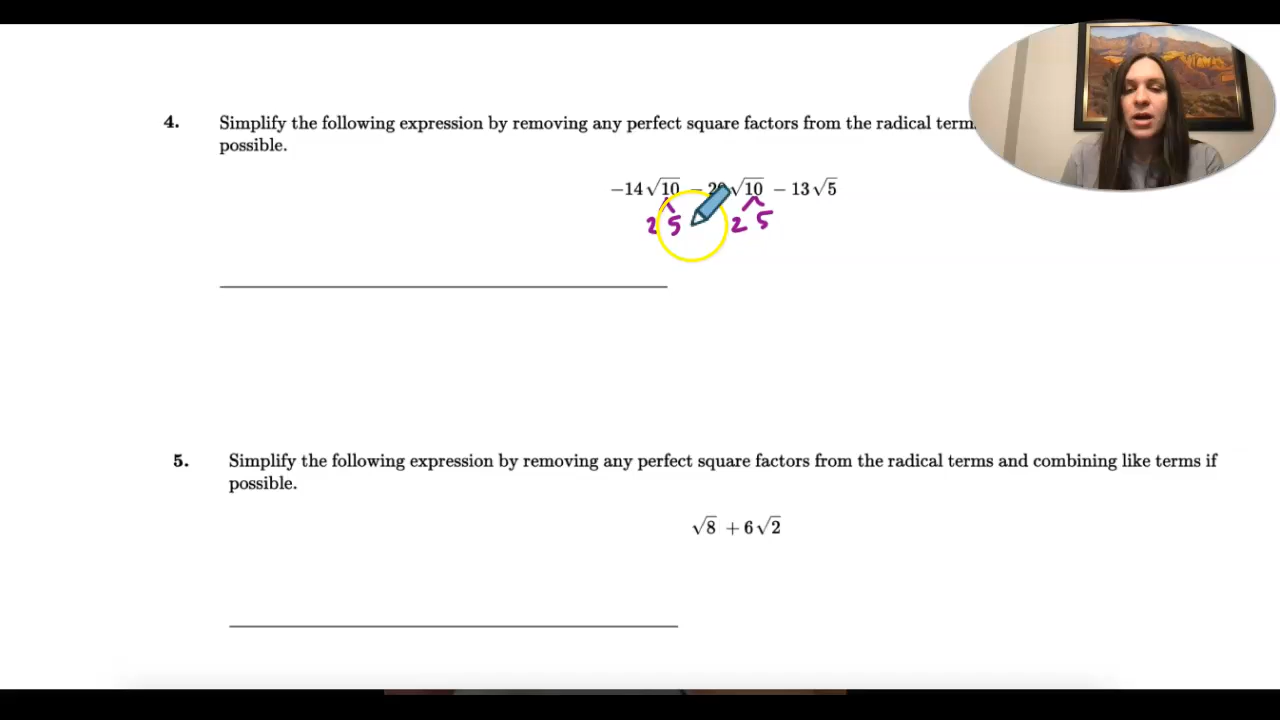 4. Simplify the following expression by removing any perfect square factors from the radical term
possible.
−14√10 − √10 − 13√5
2 5 2 5
5. Simplify the following expression by removing any perfect square factors from the radical terms and combining like terms if
possible.
√8 + 6√2